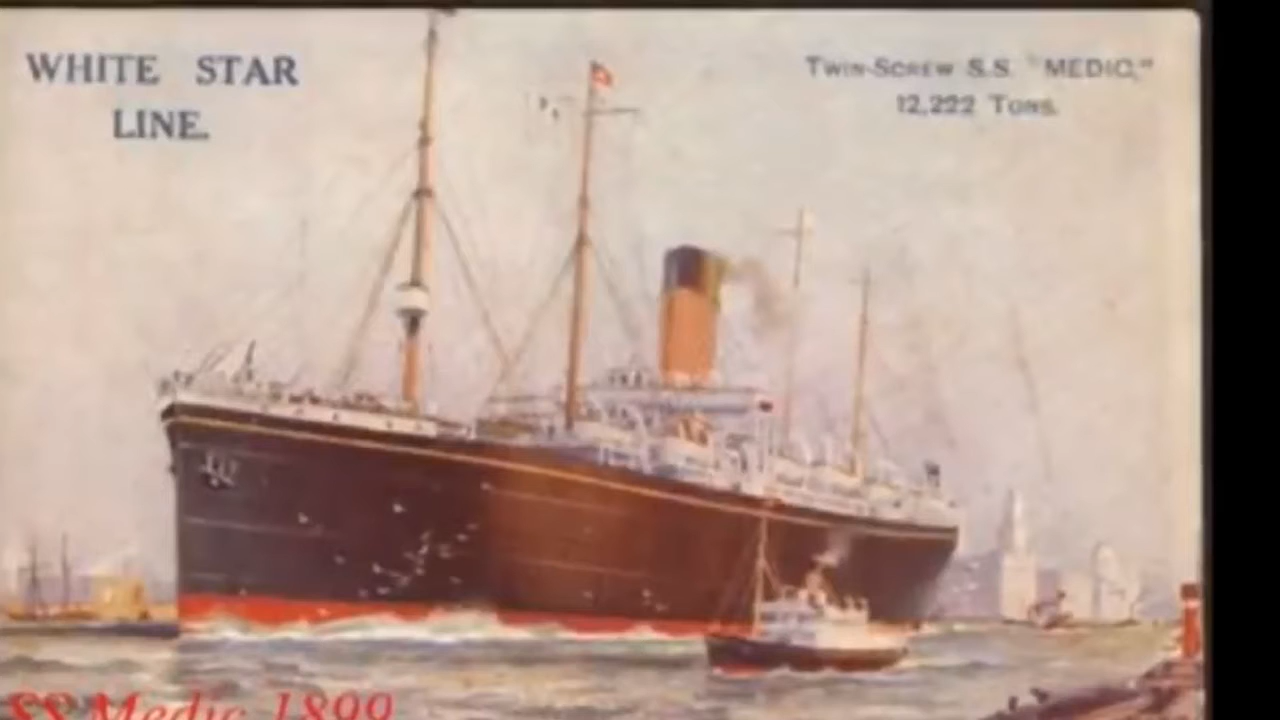 WHITE STAR
LINE.
TWIN-SCREW S.S. "MEDIC,"
12,222 TONS.
SS Medic 1899